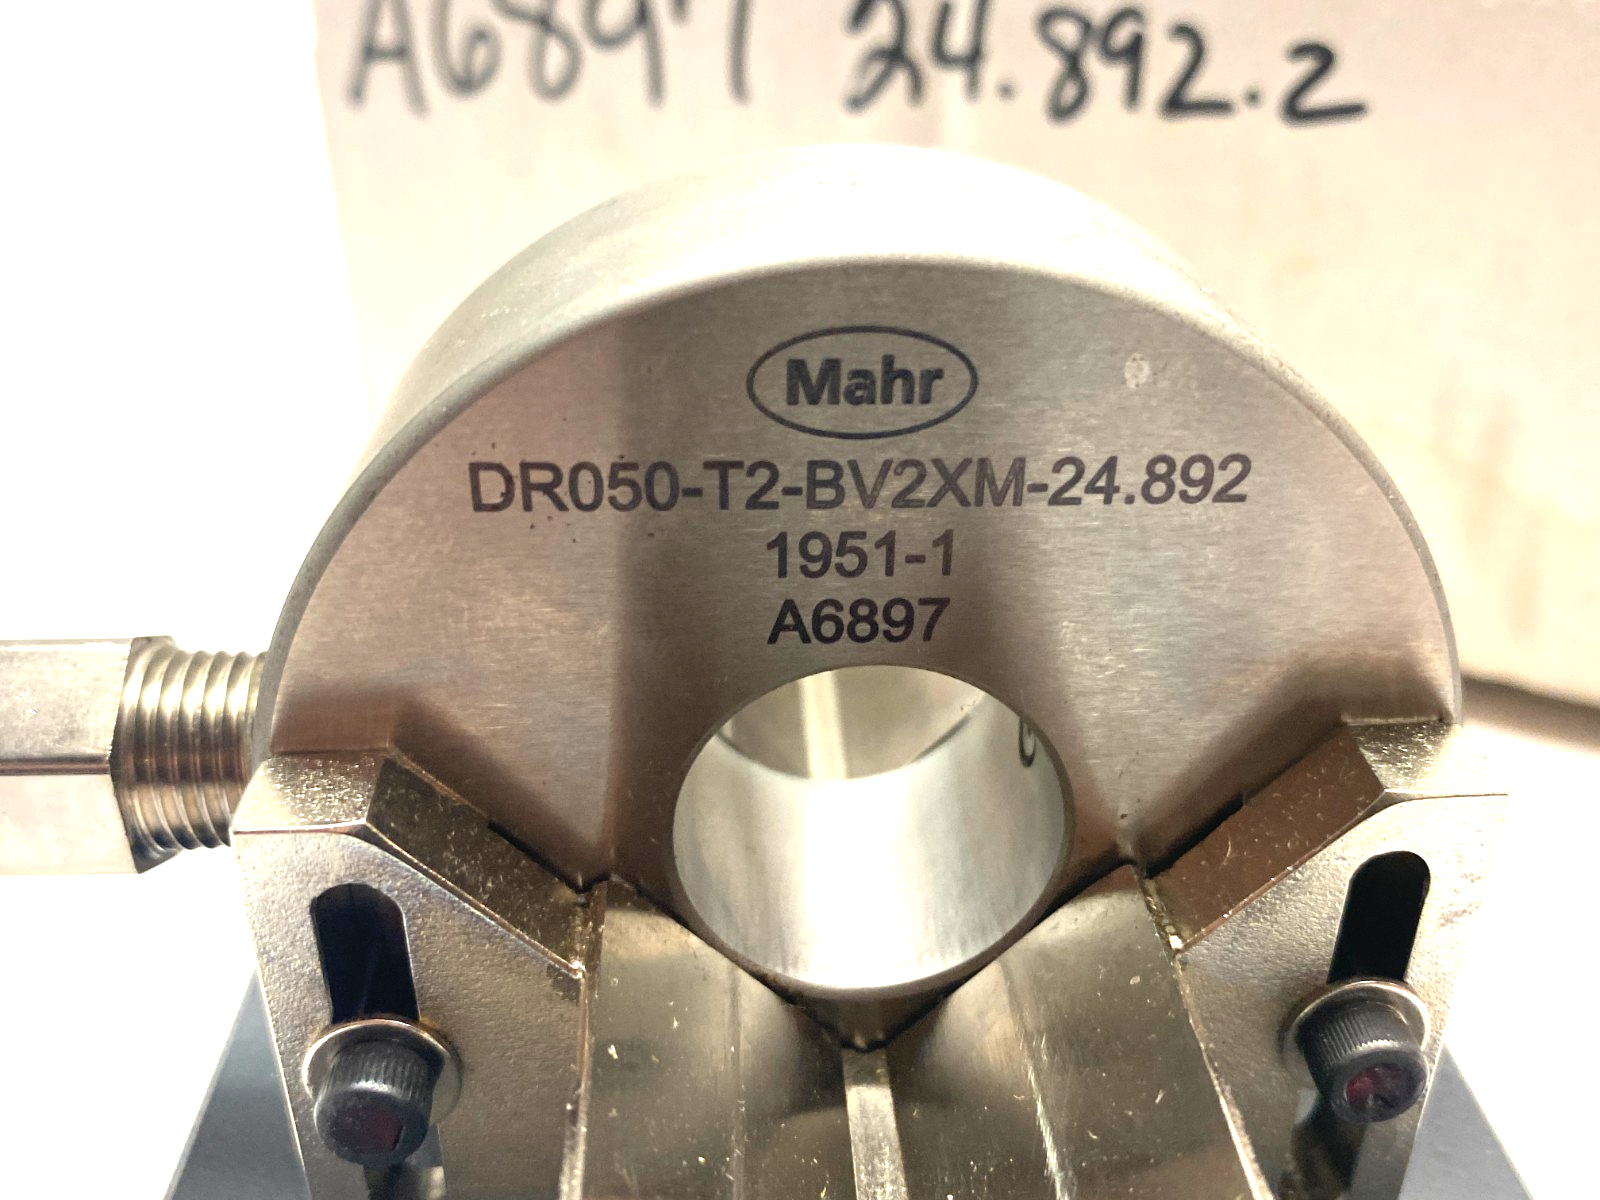 A6897 24.892.2
Mahr
DR050-T2-BV2XM-24.892
1951-1
A6897